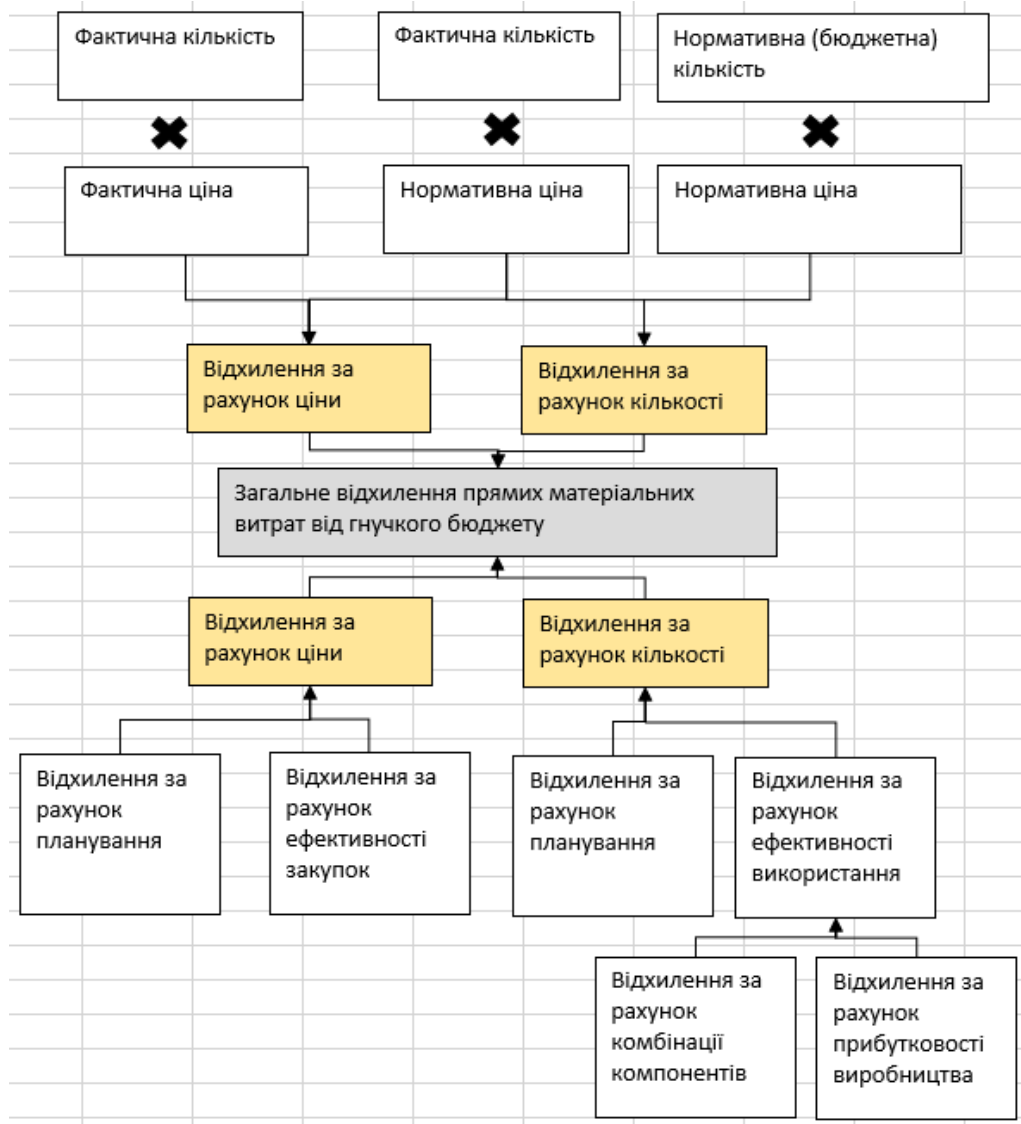 Фактична кількість
Фактична кількість
Нормативна (бюджетна)
кількість
Фактична ціна
Нормативна ціна
Нормативна ціна
Відхилення за
рахунок ціни
Відхилення за
рахунок кількості
Загальне відхилення прямих матеріальних
витрат від гнучкого бюджету
Відхилення за
рахунок ціни
Відхилення за
рахунок кількості
Відхилення за
рахунок
планування
Відхилення за
рахунок
ефективності
закупок
Відхилення за
рахунок
планування
Відхилення за
рахунок
ефективності
використання
Відхилення за
рахунок
комбінації
компонентів
Відхилення за
рахунок
прибутковості
виробництва